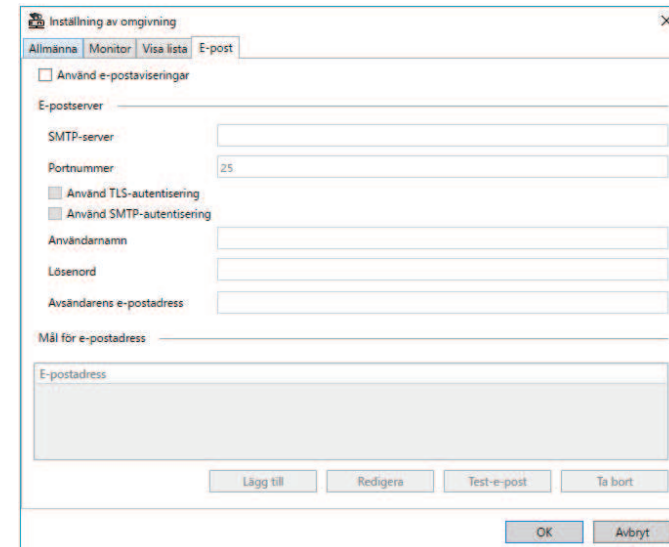 Inställning av omgivning
Allmänna Monitor Visa lista E-post
Använd e-postaviseringar
E-postserver
SMTP-server
Portnummer 25
Använd TLS-autentisering
Använd SMTP-autentisering
Användarnamn
Lösenord
Avsändarens e-postadress
Mål för e-postadress
E-postadress
Lägg till Redigera Test-e-post Ta bort
OK Avbryt